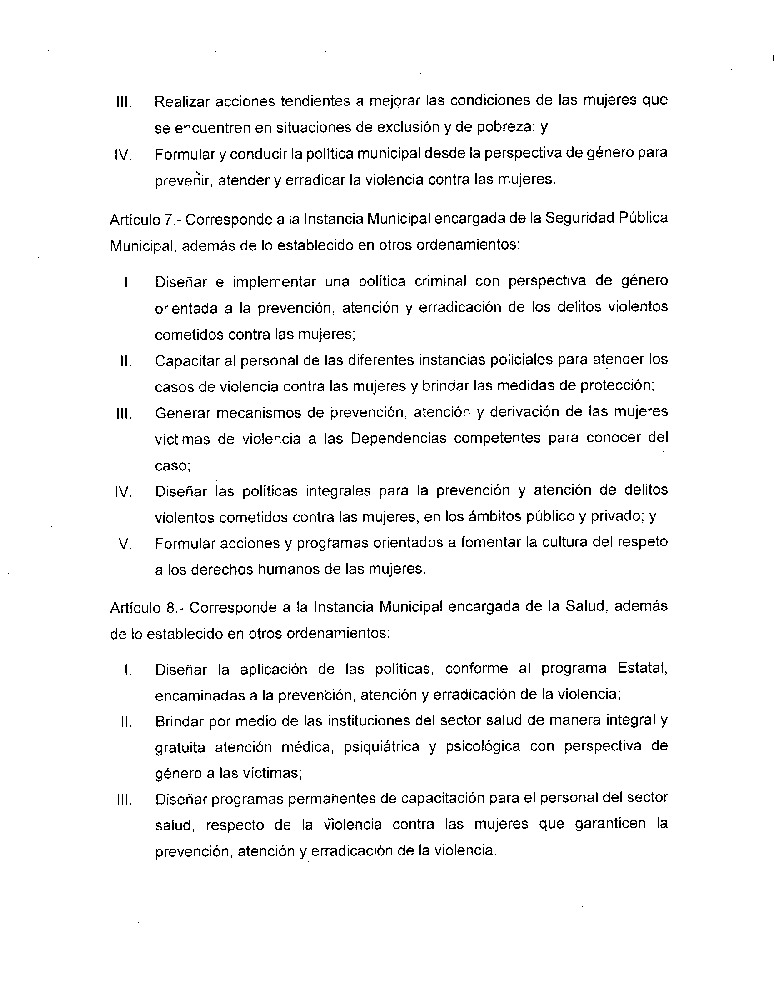 III. Realizar acciones tendientes a mejorar las condiciones de las mujeres que
se encuentren en situaciones de exclusión y de pobreza; y
IV. Formular y conducir la política municipal desde la perspectiva de género para
prevenir, atender y erradicar la violencia contra las mujeres.
Artículo 7.- Corresponde a la Instancia Municipal encargada de la Seguridad Pública
Municipal, además de lo establecido en otros ordenamientos:
I. Diseñar e implementar una política criminal con perspectiva de género
orientada a la prevención, atención y erradicación de los delitos violentos
cometidos contra las mujeres;
II. Capacitar al personal de las diferentes instancias policiales para atender los
casos de violencia contra las mujeres y brindar las medidas de protección;
III. Generar mecanismos de prevención, atención y derivación de las mujeres
víctimas de violencia a las Dependencias competentes para conocer del
caso;
IV. Diseñar las políticas integrales para la prevención y atención de delitos
violentos cometidos contra las mujeres, en los ámbitos público y privado; y
V. Formular acciones y programas orientados a fomentar la cultura del respeto
a los derechos humanos de las mujeres.
Artículo 8.- Corresponde a la Instancia Municipal encargada de la Salud, además
de lo establecido en otros ordenamientos:
I. Diseñar la aplicación de las políticas, conforme al programa Estatal,
encaminadas a la prevención, atención y erradicación de la violencia;
II. Brindar por medio de las instituciones del sector salud de manera integral y
gratuita atención médica, psiquiátrica y psicológica con perspectiva de
género a las víctimas;
III. Diseñar programas permanentes de capacitación para el personal del sector
salud, respecto de la violencia contra las mujeres que garanticen la
prevención, atención y erradicación de la violencia.